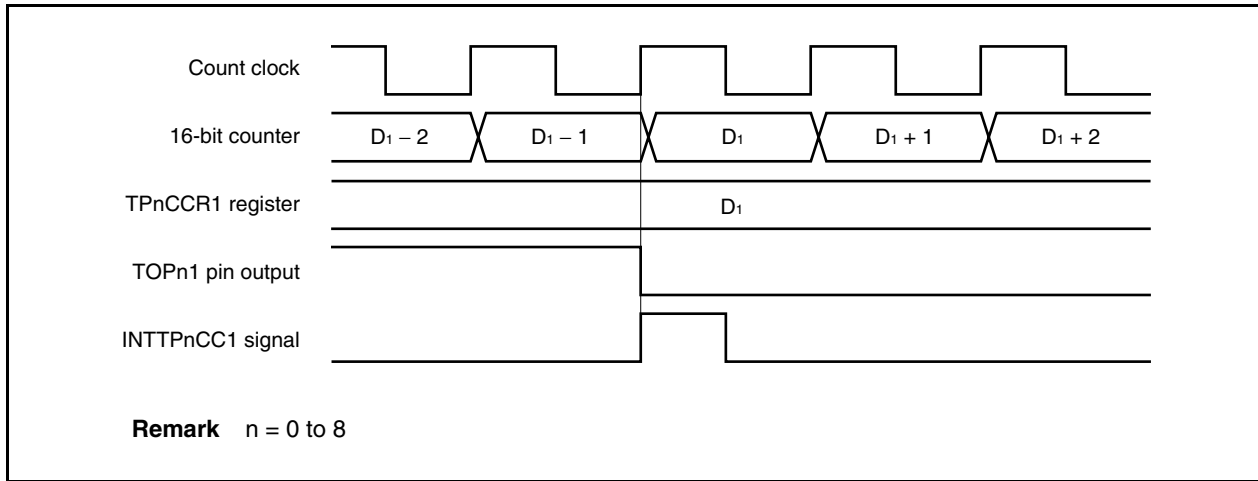 Count clock
16-bit counter
D₁ − 2 D₁ − 1 D₁ D₁ + 1 D₁ + 2
TPnCCR1 register
D₁
TOPn1 pin output
INTTPnCC1 signal
Remark n = 0 to 8